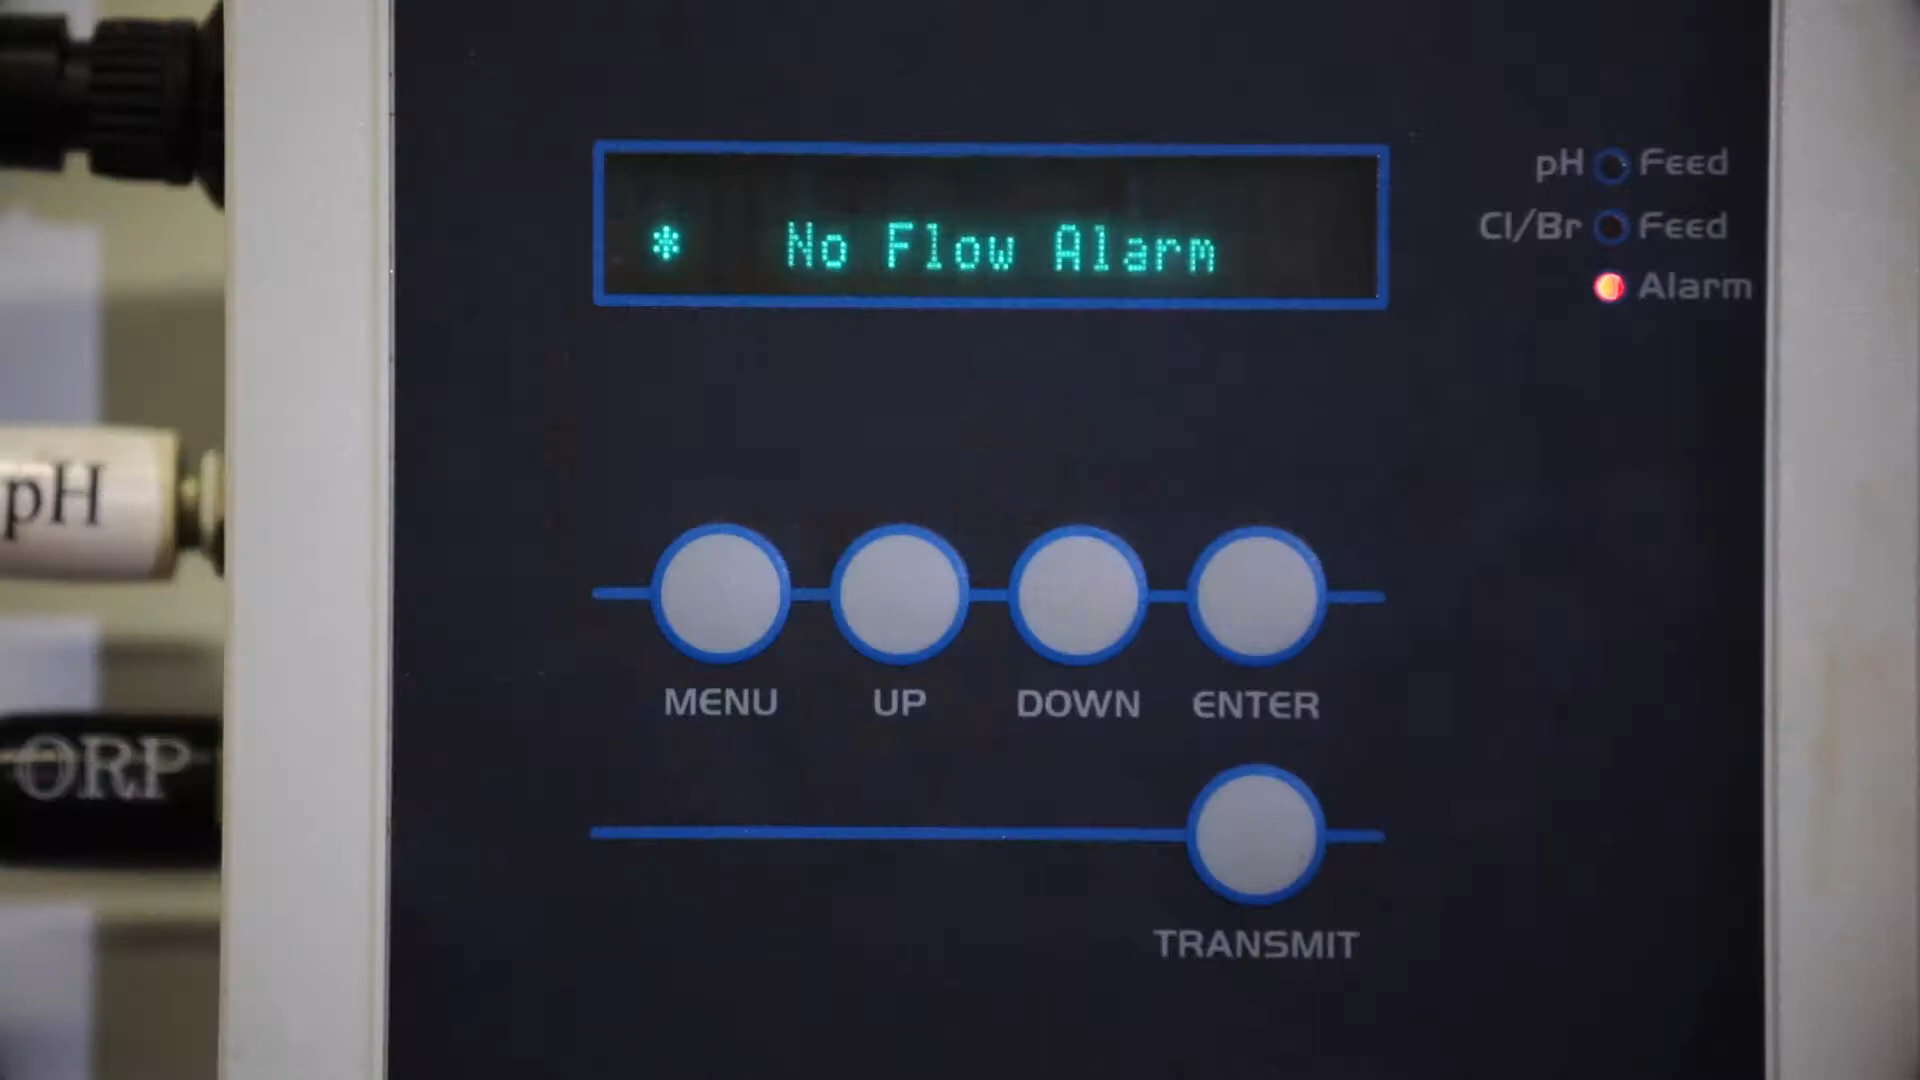 * No Flow Alarm
pH Feed
Cl/Br Feed
Alarm
pH
MENU UP DOWN ENTER
ORP
TRANSMIT